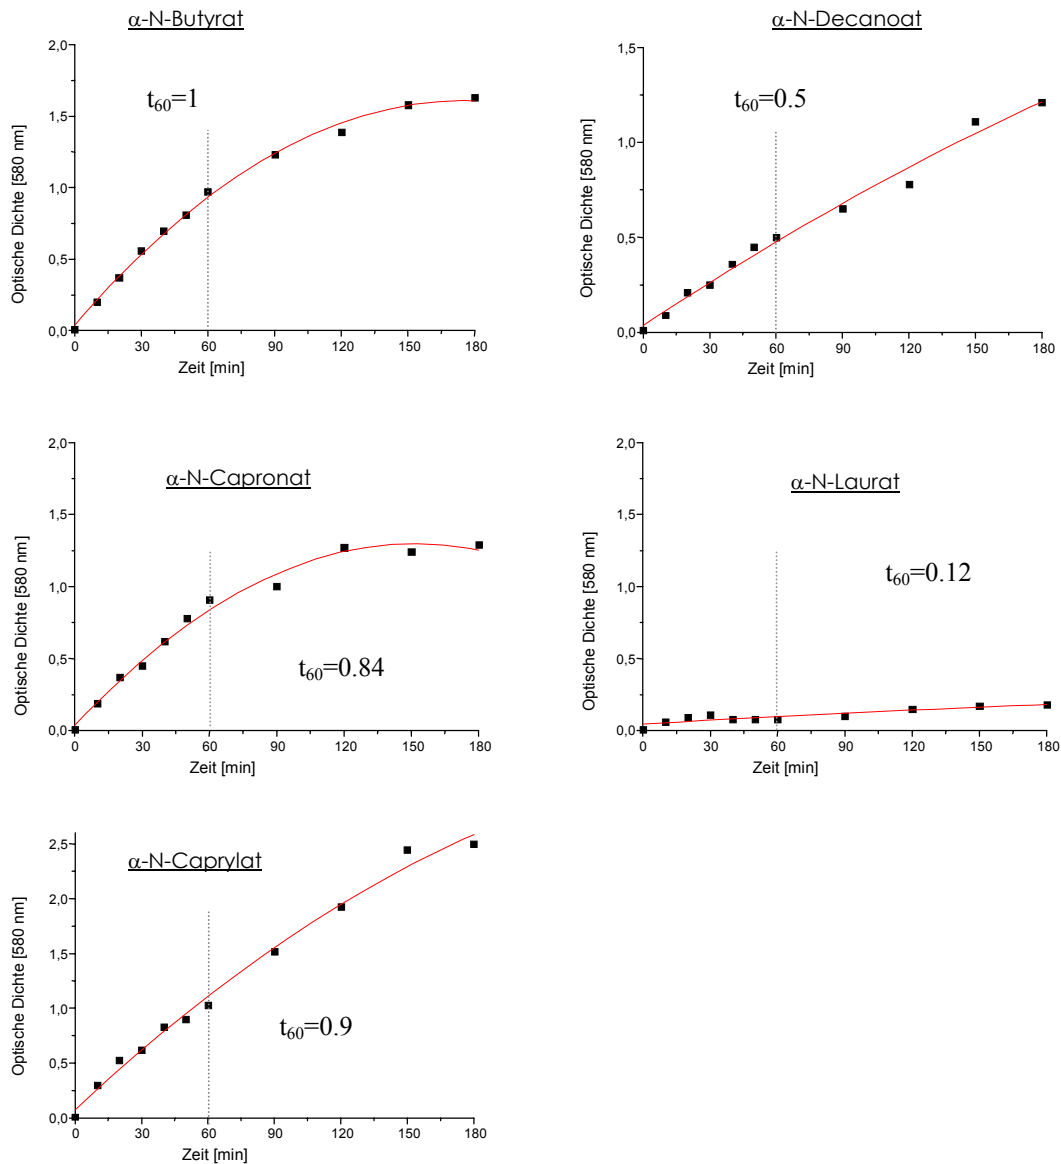 α-N-Butyrat
2,0
1,5
1,0
0,5
0,0
t60=1
Optische Dichte [580 nm]
0 30 60 90 120 150 180
Zeit [min]
α-N-Decanoat
1,5
1,0
0,5
0,0
t60=0.5
Optische Dichte [580 nm]
0 30 60 90 120 150 180
Zeit [min]
α-N-Capronat
2,0
1,5
1,0
0,5
0,0
t60=0.84
Optische Dichte [580 nm]
0 30 60 90 120 150 180
Zeit [min]
α-N-Laurat
2,0
1,5
1,0
0,5
0,0
t60=0.12
Optische Dichte [580 nm]
0 30 60 90 120 150 180
Zeit [min]
α-N-Caprylat
2,5
2,0
1,5
1,0
0,5
0,0
t60=0.9
Optische Dichte [580 nm]
0 30 60 90 120 150 180
Zeit [min]